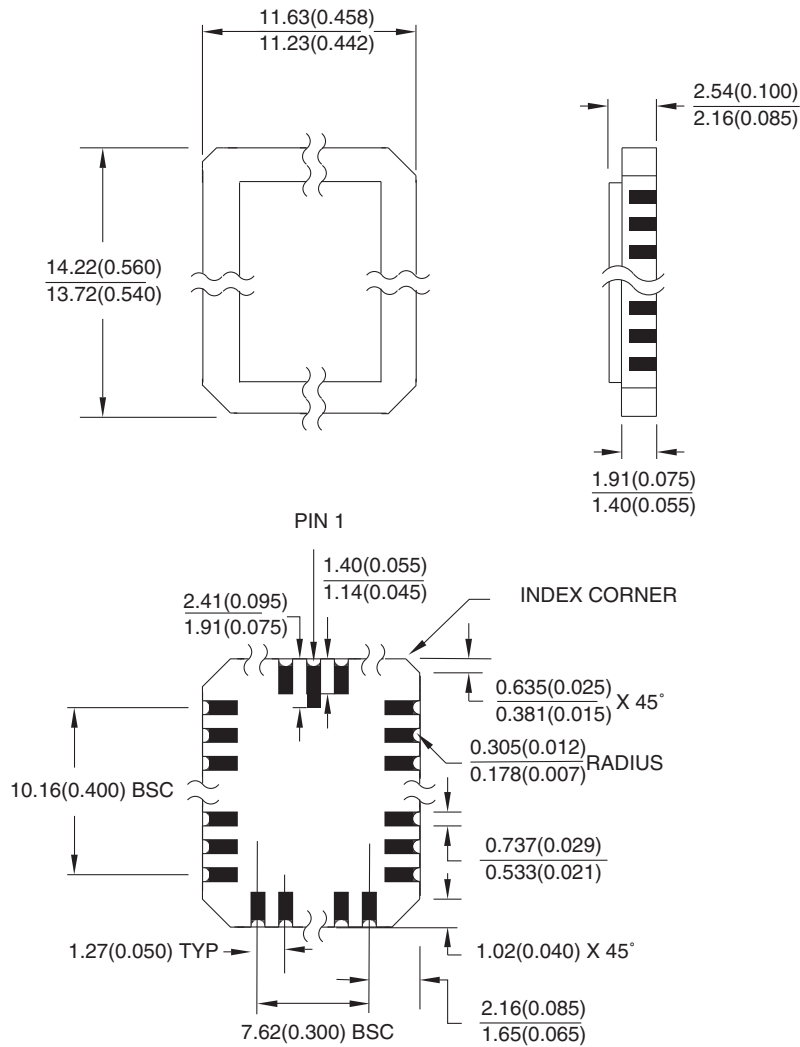 11.63(0.458)
11.23(0.442)
2.54(0.100)
2.16(0.085)
14.22(0.560)
13.72(0.540)
1.91(0.075)
1.40(0.055)
PIN 1
1.40(0.055)
1.14(0.045)
INDEX CORNER
2.41(0.095)
1.91(0.075)
0.635(0.025)
0.381(0.015) X 45°
0.305(0.012)
0.178(0.007) RADIUS
10.16(0.400) BSC
0.737(0.029)
0.533(0.021)
1.27(0.050) TYP
1.02(0.040) X 45°
2.16(0.085)
1.65(0.065)
7.62(0.300) BSC